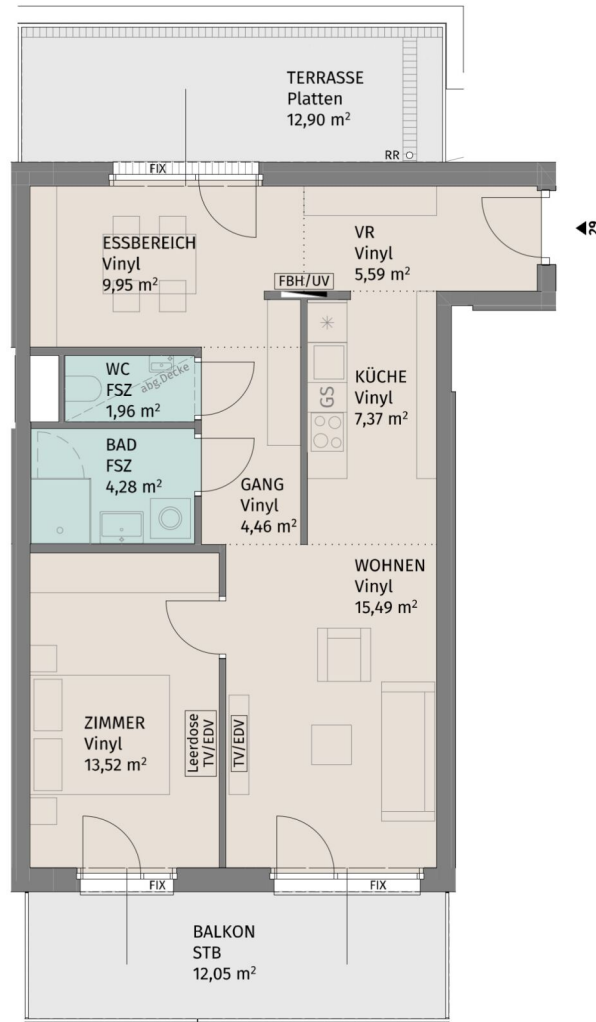 TERRASSE
Platten
12,90 m²
RR
FIX
ESSBEREICH
Vinyl
9,95 m²
VR
Vinyl
5,59 m²
◀29
FBH/UV
WC
FSZ
1,96 m²
abg.Decke
GS
KÜCHE
Vinyl
7,37 m²
BAD
FSZ
4,28 m²
GANG
Vinyl
4,46 m²
WOHNEN
Vinyl
15,49 m²
ZIMMER
Vinyl
13,52 m²
Leerdose
TV/EDV
TV/EDV
FIX
FIX
BALKON
STB
12,05 m²